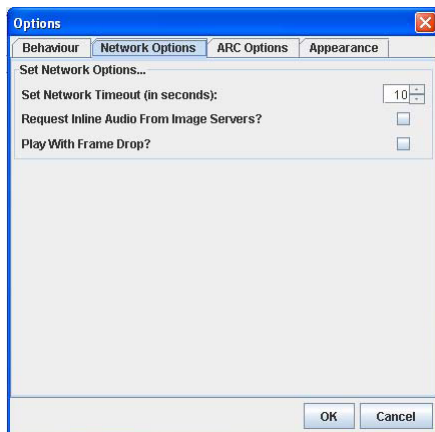 Options
Behaviour Network Options ARC Options Appearance
Set Network Options...
Set Network Timeout (in seconds): 10
Request Inline Audio From Image Servers?
Play With Frame Drop?
OK Cancel